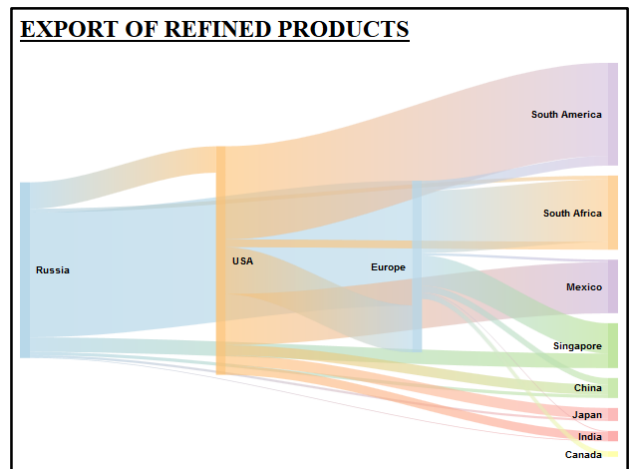 EXPORT OF REFINED PRODUCTS
South America
South Africa
Russia
USA
Europe
Mexico
Singapore
China
Japan
India
Canada